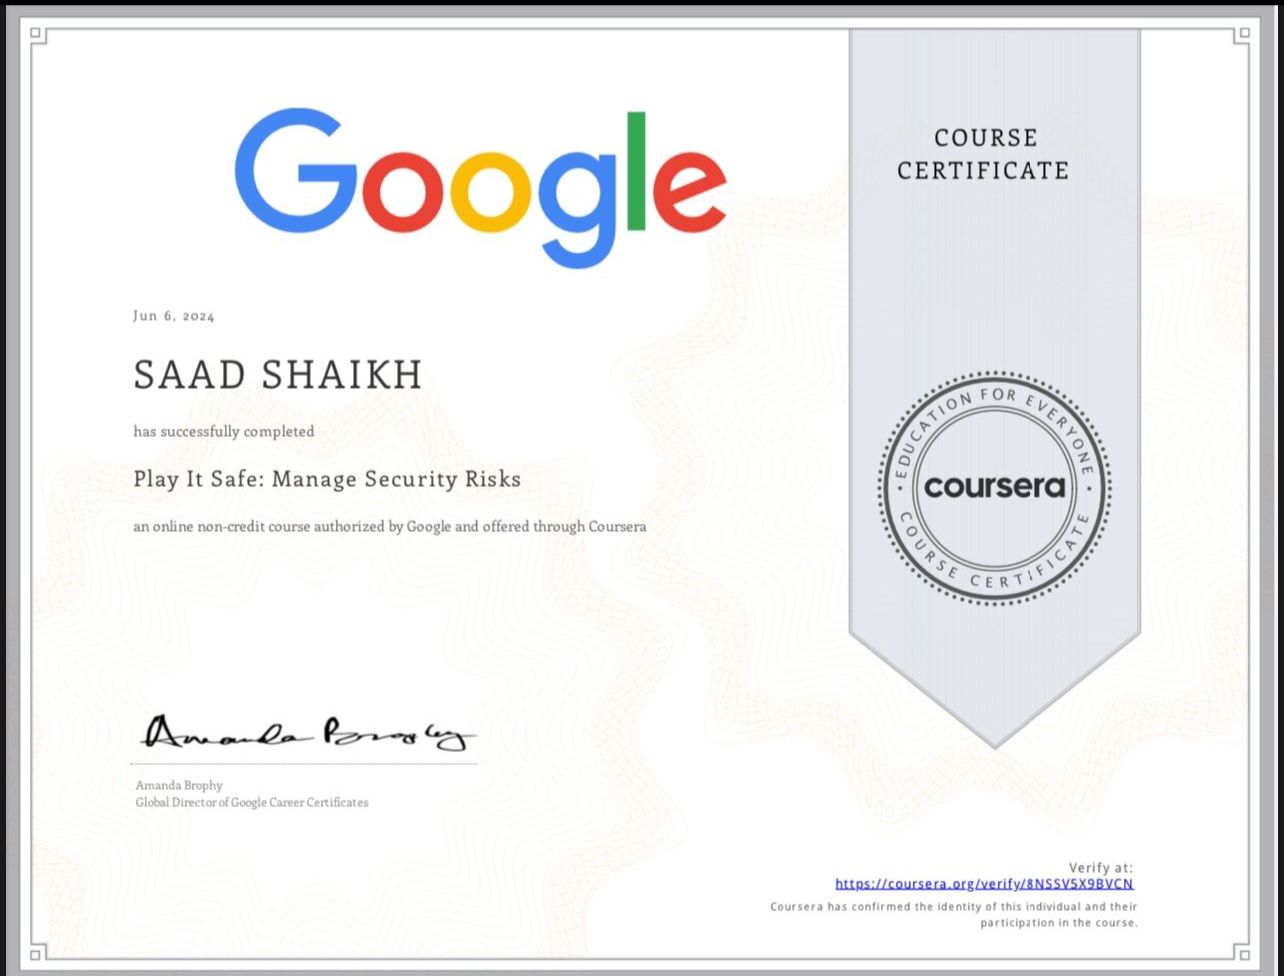 Google
COURSE
CERTIFICATE
Jun 6, 2024
SAAD SHAIKH
has successfully completed
Play It Safe: Manage Security Risks
an online non-credit course authorized by Google and offered through Coursera
EDUCATION FOR EVERYONE
coursera
COURSE CERTIFICATE
Amanda Brophy
Amanda Brophy
Global Director of Google Career Certificates
Verify at:
https://coursera.org/verify/8NSSV5X9BVCN
Coursera has confirmed the identity of this individual and their
participation in the course.